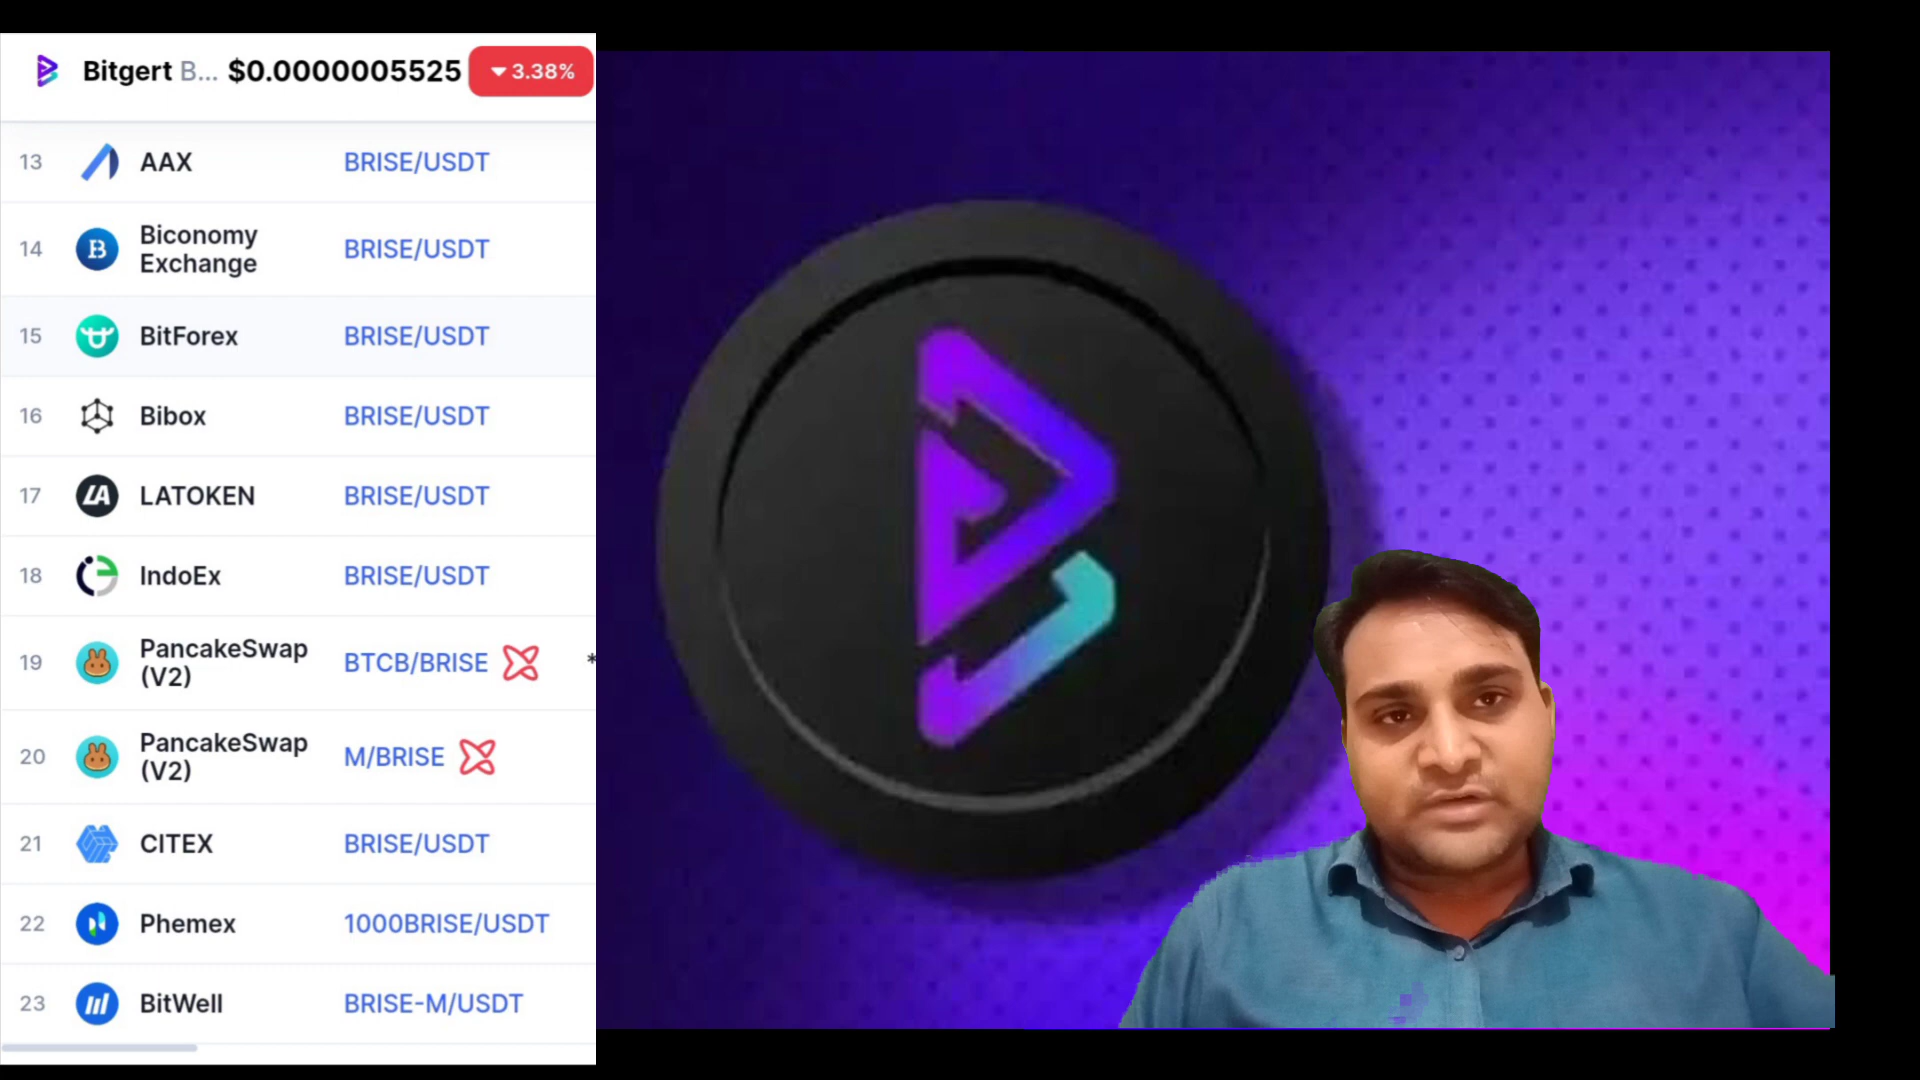 Bitgert B... $0.0000005525 3.38%
13 AAX BRISE/USDT
14 Biconomy Exchange BRISE/USDT
15 BitForex BRISE/USDT
16 Bibox BRISE/USDT
17 LATOKEN BRISE/USDT
18 IndoEx BRISE/USDT
19 PancakeSwap (V2) BTCB/BRISE *
20 PancakeSwap (V2) M/BRISE
21 CITEX BRISE/USDT
22 Phemex 1000BRISE/USDT
23 BitWell BRISE-M/USDT